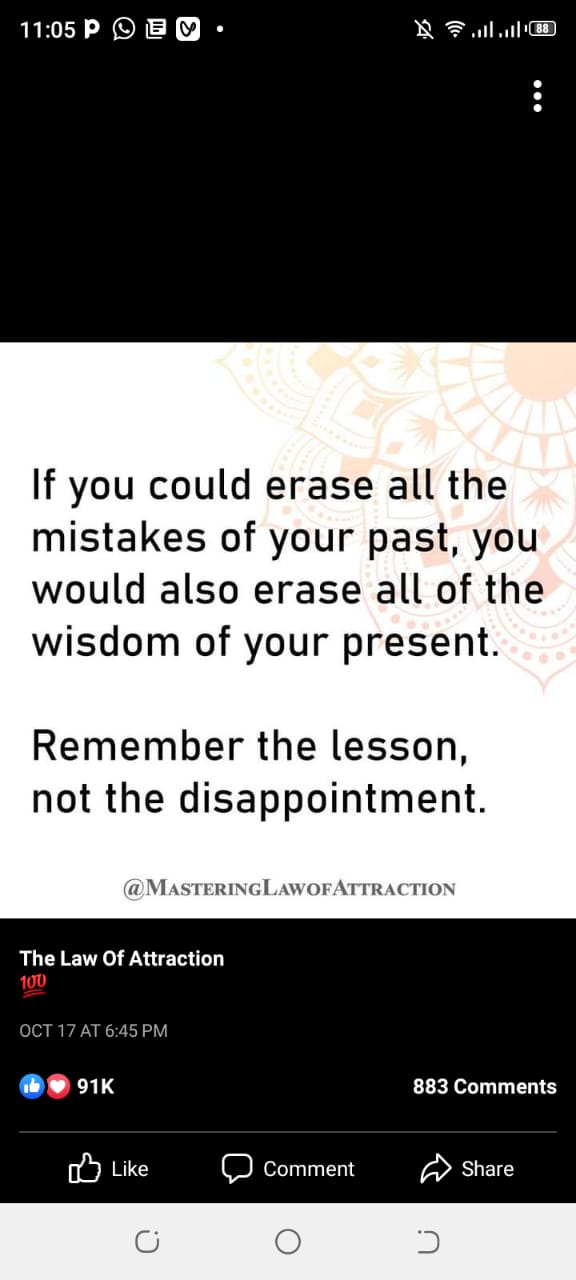 11:05
88
If you could erase all the
mistakes of your past, you
would also erase all of the
wisdom of your present.
Remember the lesson,
not the disappointment.
@MasteringLawofAttraction
The Law Of Attraction
💯
OCT 17 AT 6:45 PM
91K
883 Comments
Like
Comment
Share